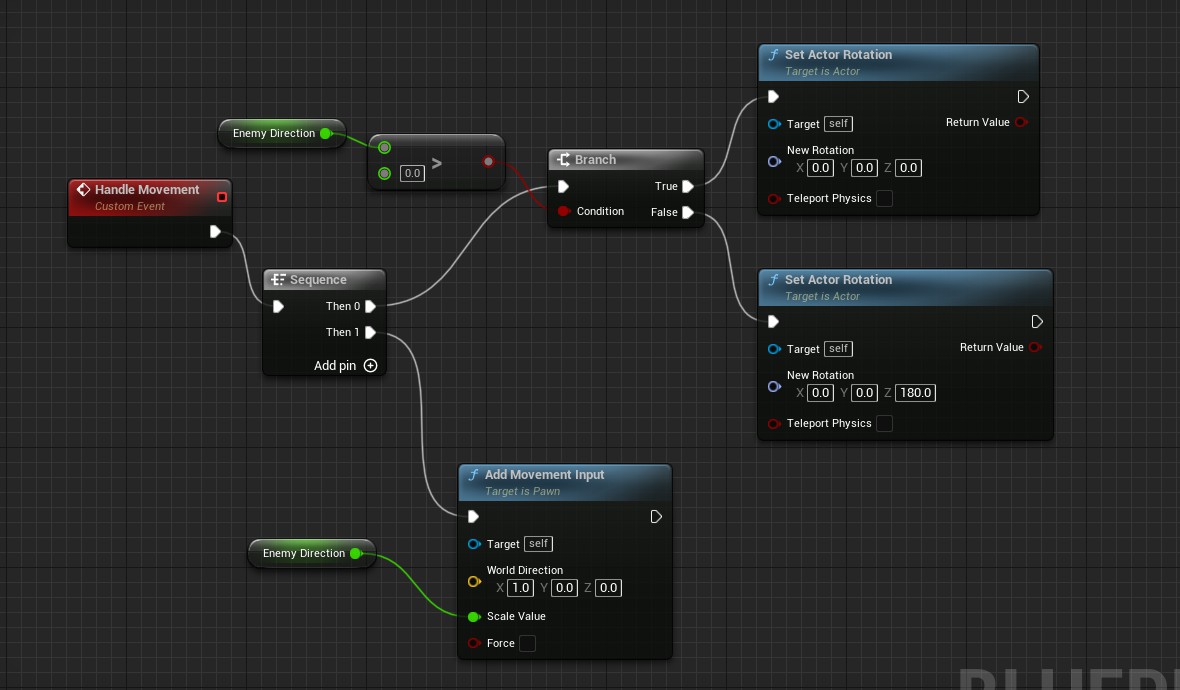 Set Actor Rotation
Target is Actor
Target self
Return Value
New Rotation
X 0.0 Y 0.0 Z 0.0
Teleport Physics
Enemy Direction
0.0 >
Branch
True
Condition
False
Handle Movement
Custom Event
Sequence
Then 0
Then 1
Add pin
Set Actor Rotation
Target is Actor
Target self
Return Value
New Rotation
X 0.0 Y 0.0 Z 180.0
Teleport Physics
Add Movement Input
Target is Pawn
Target self
World Direction
X 1.0 Y 0.0 Z 0.0
Scale Value
Force
Enemy Direction